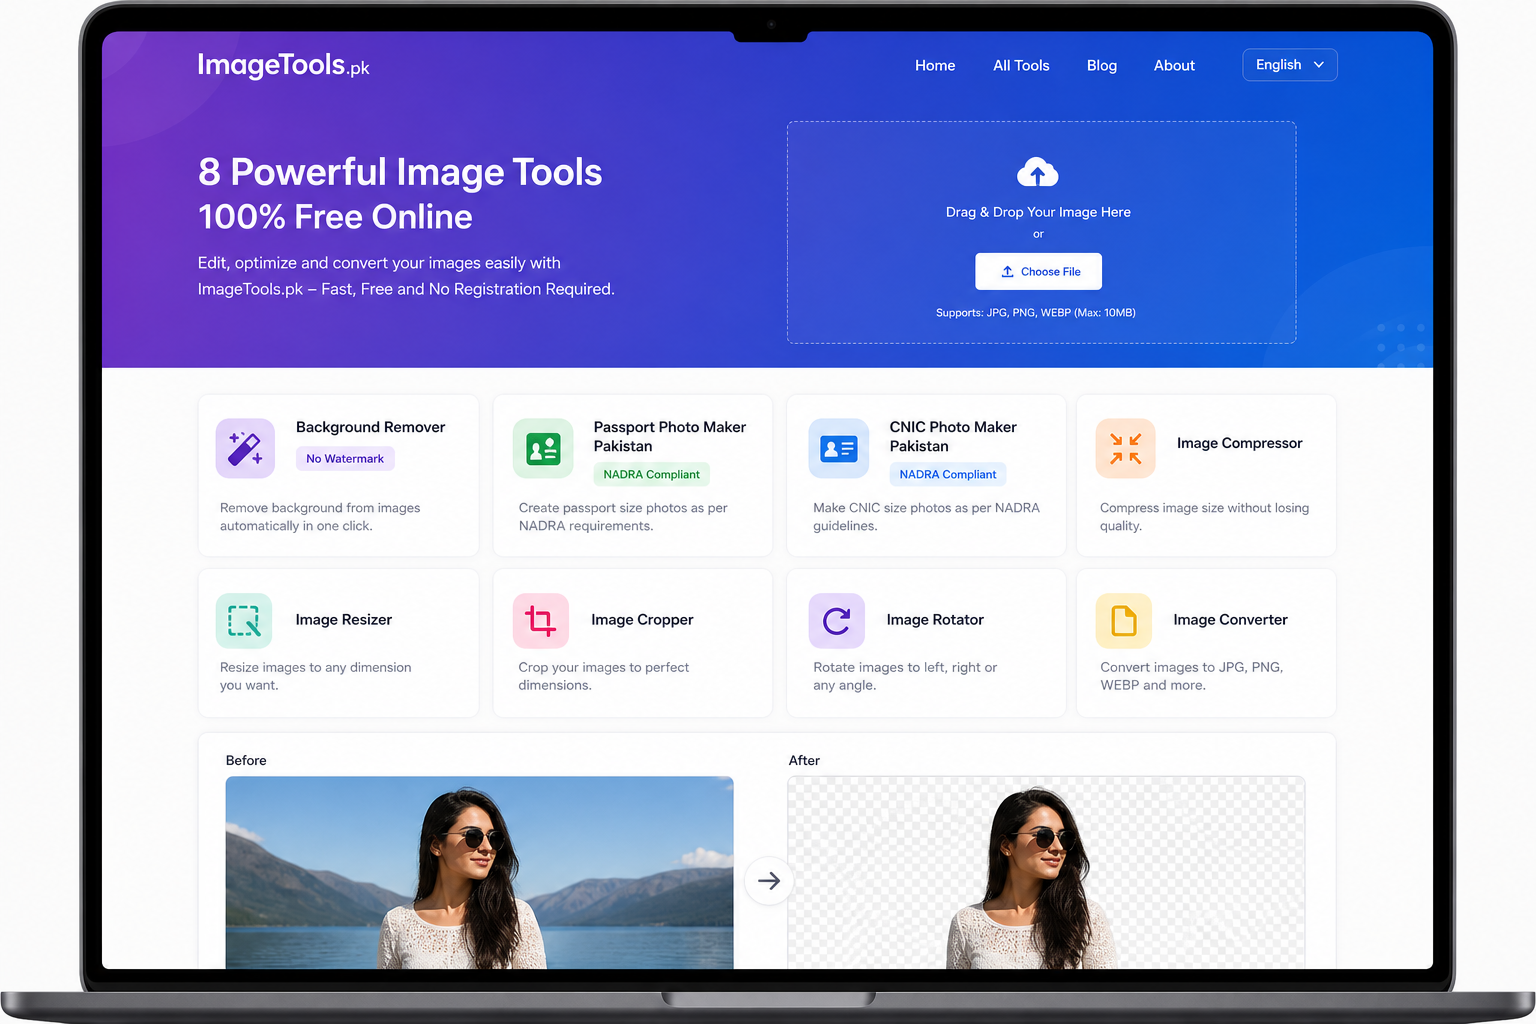 ImageTools.pk
Home
All Tools
Blog
About
English
8 Powerful Image Tools
100% Free Online
Edit, optimize and convert your images easily with
ImageTools.pk – Fast, Free and No Registration Required.
Drag & Drop Your Image Here
or
Choose File
Supports: JPG, PNG, WEBP (Max: 10MB)
Background Remover
No Watermark
Remove background from images
automatically in one click.
Passport Photo Maker
Pakistan
NADRA Compliant
Create passport size photos as per
NADRA requirements.
CNIC Photo Maker
Pakistan
NADRA Compliant
Make CNIC size photos as per NADRA
guidelines.
Image Compressor
Compress image size without losing
quality.
Image Resizer
Resize images to any dimension
you want.
Image Cropper
Crop your images to perfect
dimensions.
Image Rotator
Rotate images to left, right or
any angle.
Image Converter
Convert images to JPG, PNG,
WEBP and more.
Before
After